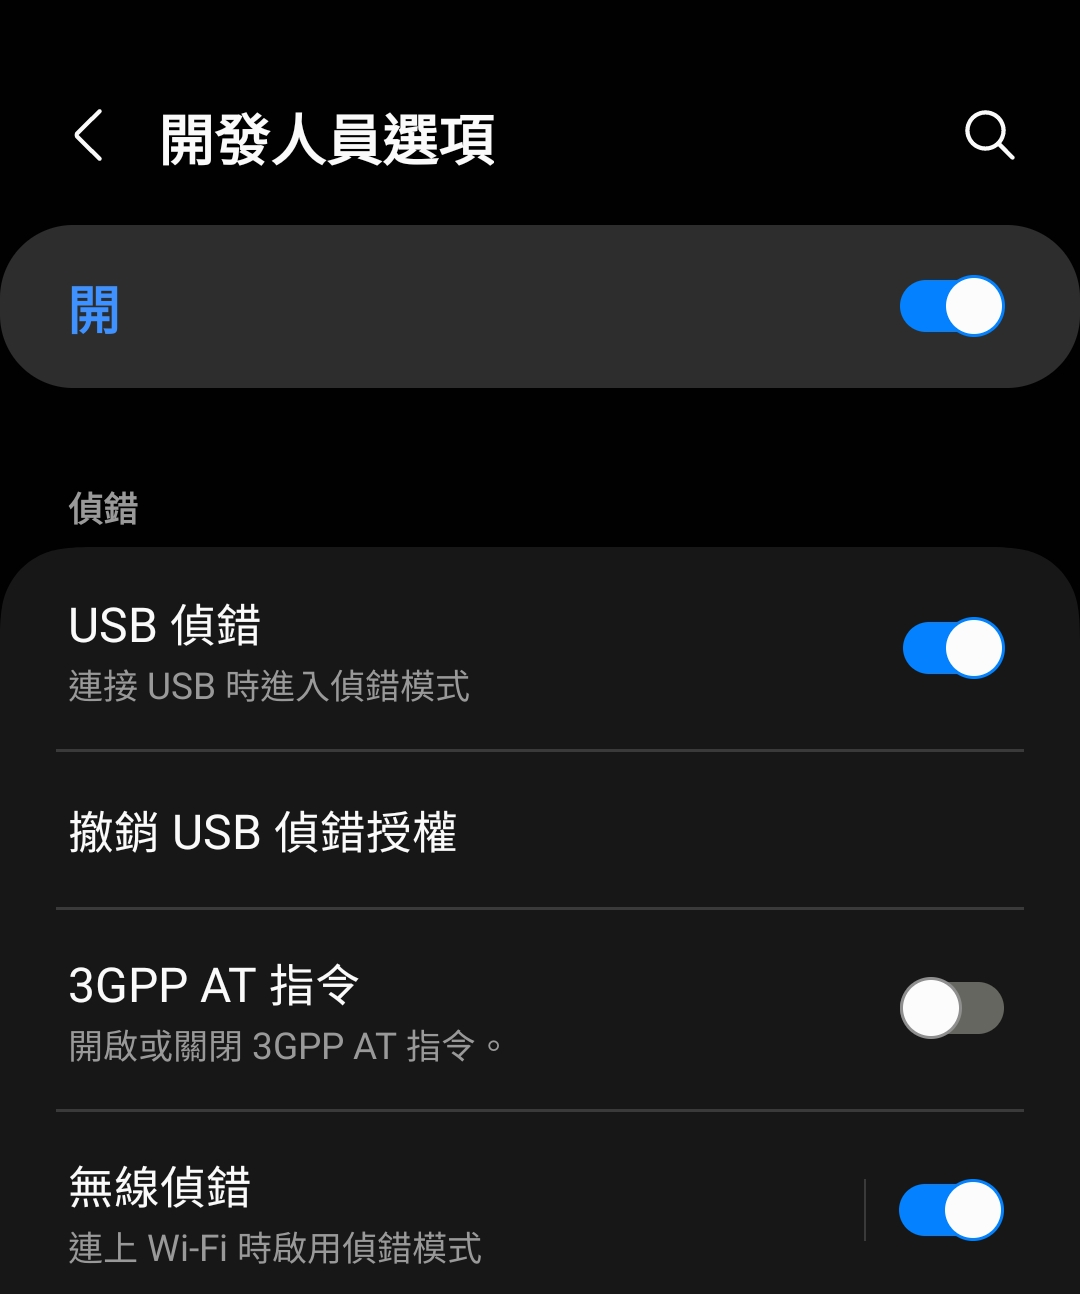 開發人員選項
開
偵錯
USB 偵錯
連接 USB 時進入偵錯模式
撤銷 USB 偵錯授權
3GPP AT 指令
開啟或關閉 3GPP AT 指令。
無線偵錯
連上 Wi-Fi 時啟用偵錯模式